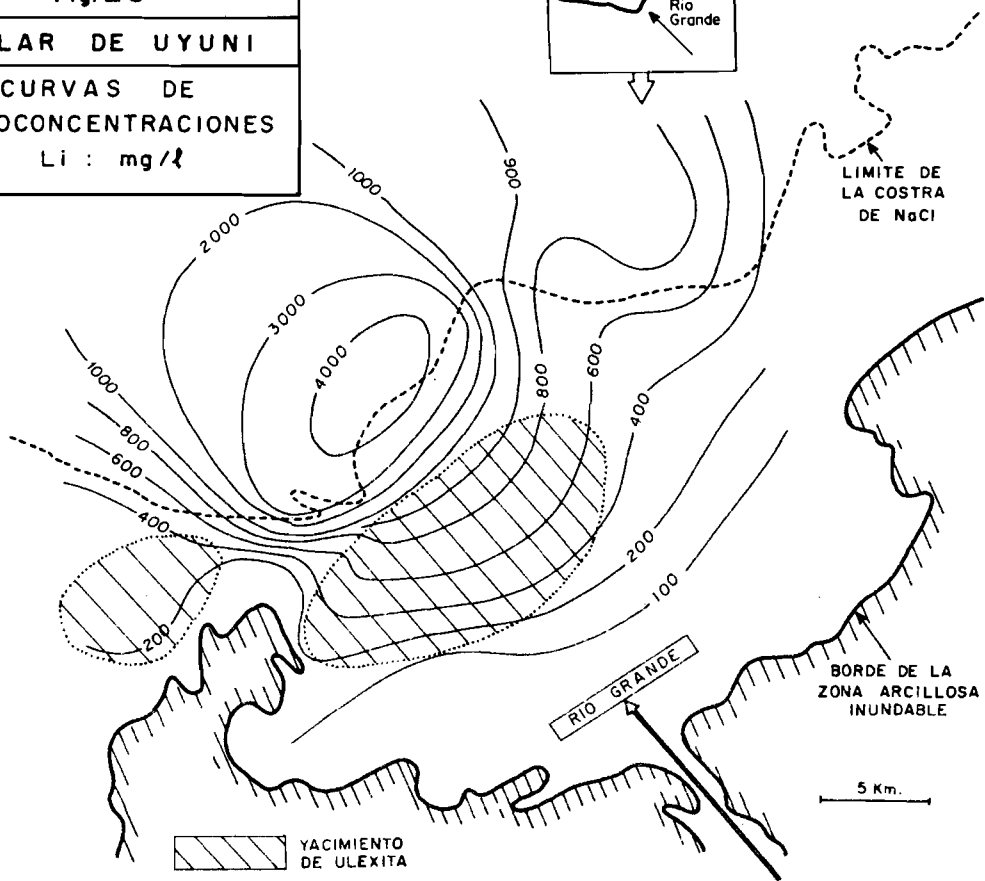 LAR DE UYUNI
CURVAS DE
OCONCENTRACIONES
Li : mg/ℓ
Rio
Grande
1000
900
2000
3000
4000
LIMITE DE
LA COSTRA
DE NaCl
1000
800
600
400
200
800
600
400
200
100
RIO GRANDE
BORDE DE LA
ZONA ARCILLOSA
INUNDABLE
5 Km.
YACIMIENTO
DE ULEXITA